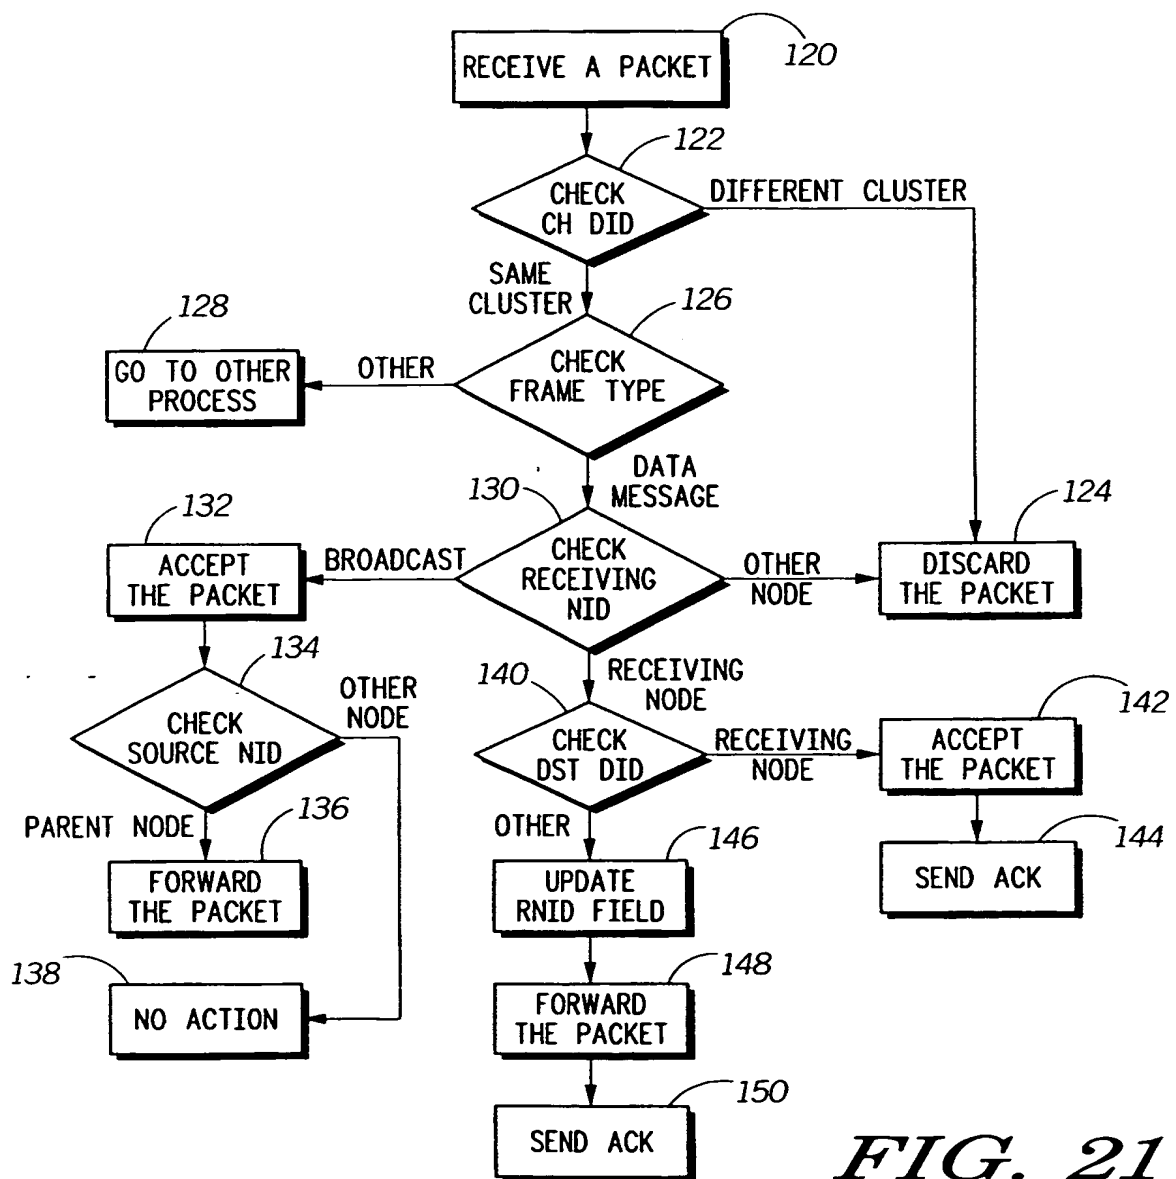 120
RECEIVE A PACKET
122
CHECK
CH DID
DIFFERENT CLUSTER
SAME
CLUSTER
126
128
CHECK
FRAME TYPE
OTHER
GO TO OTHER
PROCESS
DATA
MESSAGE
130
132
124
CHECK
RECEIVING
NID
BROADCAST
ACCEPT
THE PACKET
OTHER
NODE
DISCARD
THE PACKET
134
RECEIVING
NODE
140
OTHER
NODE
142
CHECK
SOURCE NID
CHECK
DST DID
RECEIVING
NODE
ACCEPT
THE PACKET
PARENT NODE
136
OTHER
146
144
FORWARD
THE PACKET
UPDATE
RNID FIELD
SEND ACK
138
148
NO ACTION
FORWARD
THE PACKET
150
SEND ACK
FIG. 21